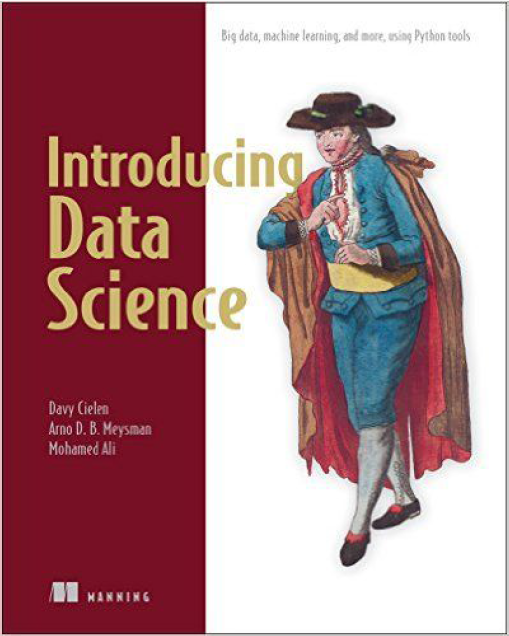 Big data, machine learning, and more, using Python tools
Introducing
Data
Science
Davy Cielen
Arno D. B. Meysman
Mohamed Ali
MANNING